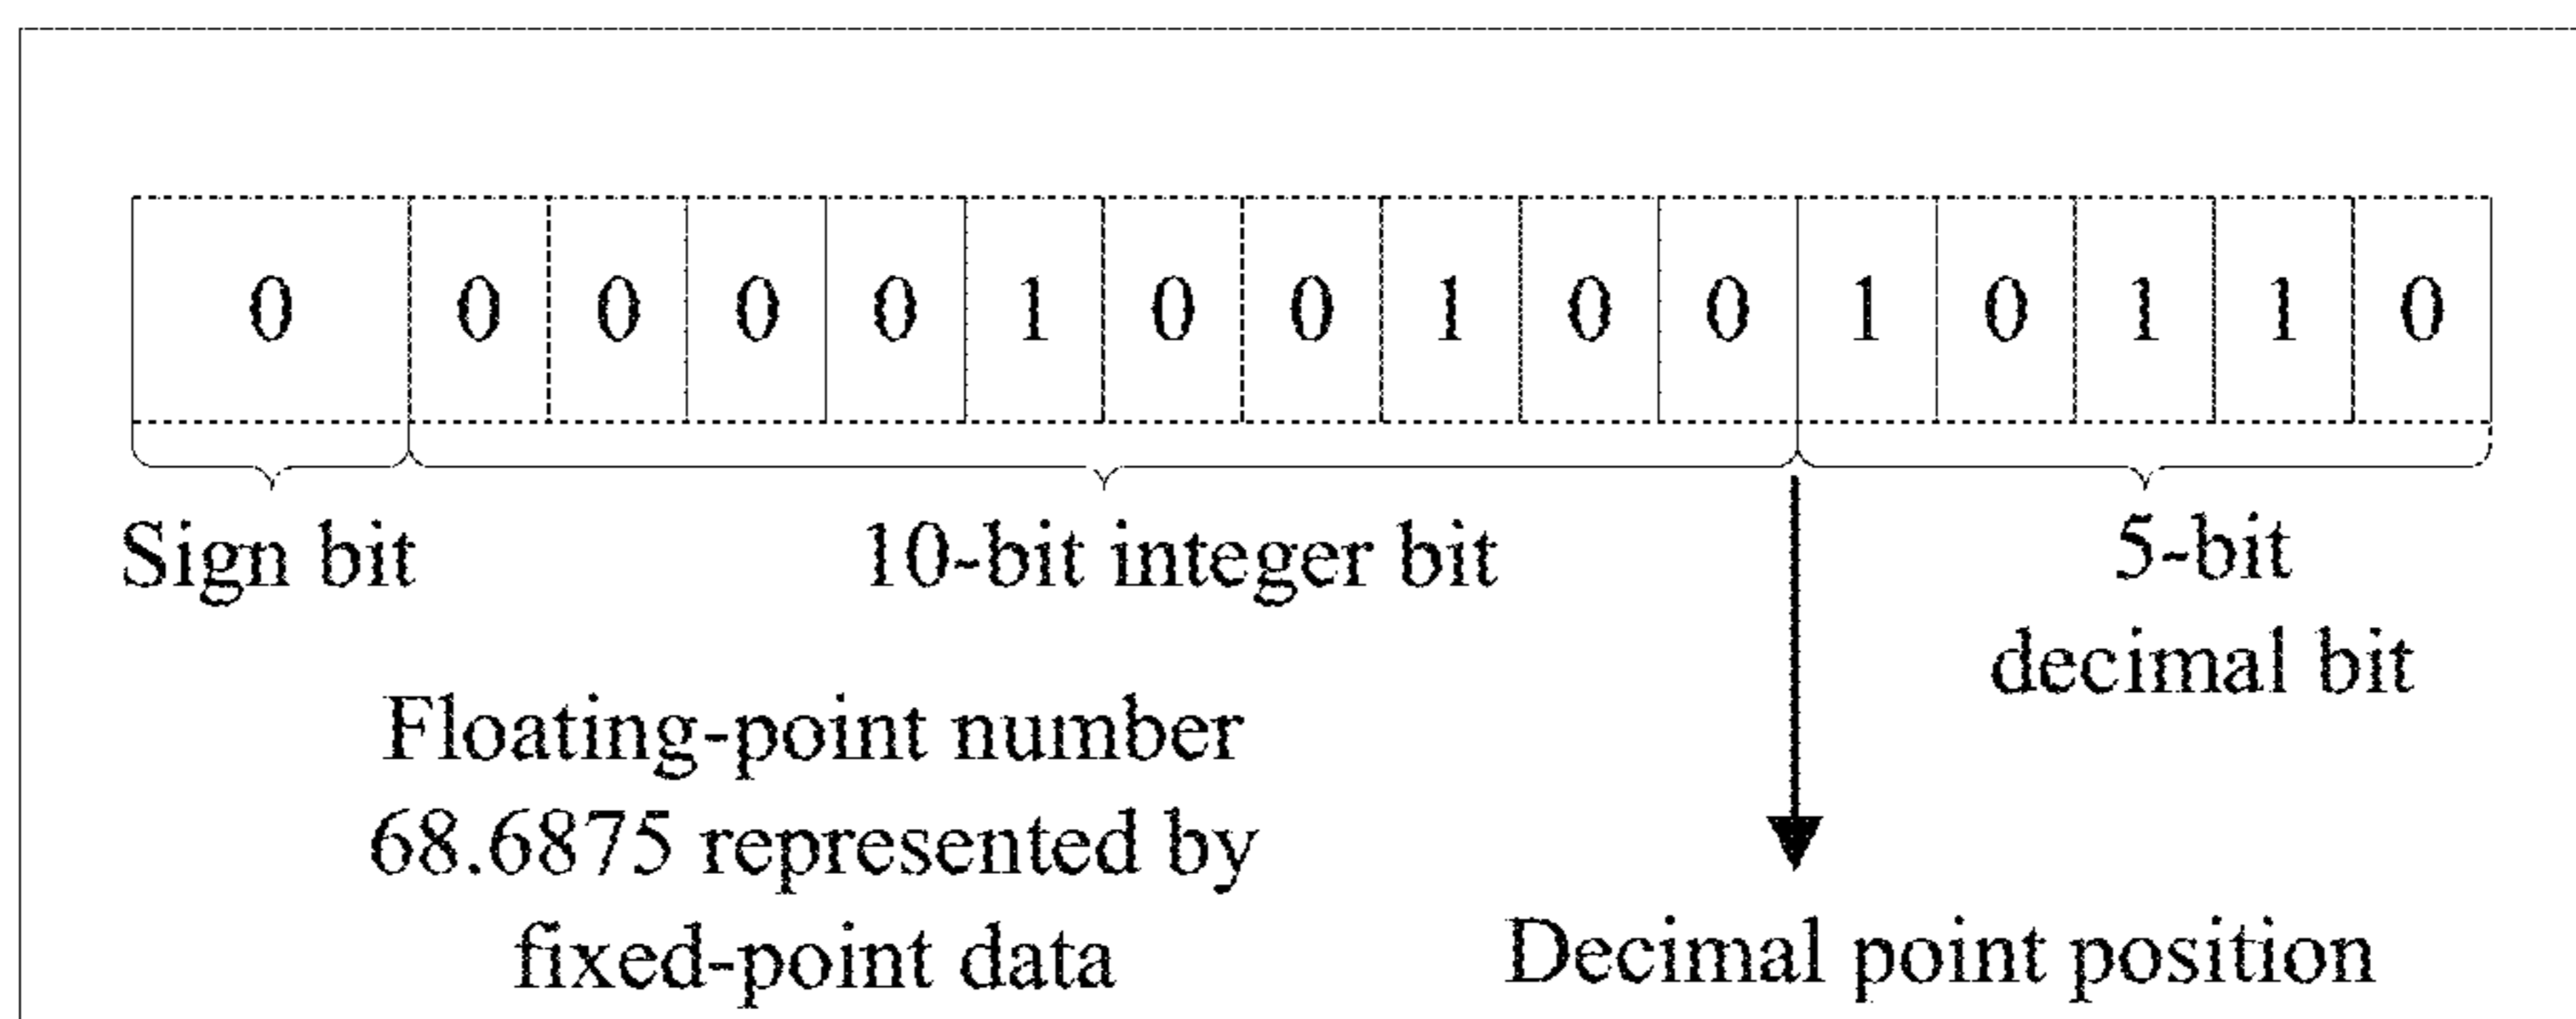 0 0 0 0 0 1 0 0 1 0 0 1 0 1 1 0
Sign bit
10-bit integer bit
5-bit
decimal bit
Floating-point number
68.6875 represented by
fixed-point data
Decimal point position